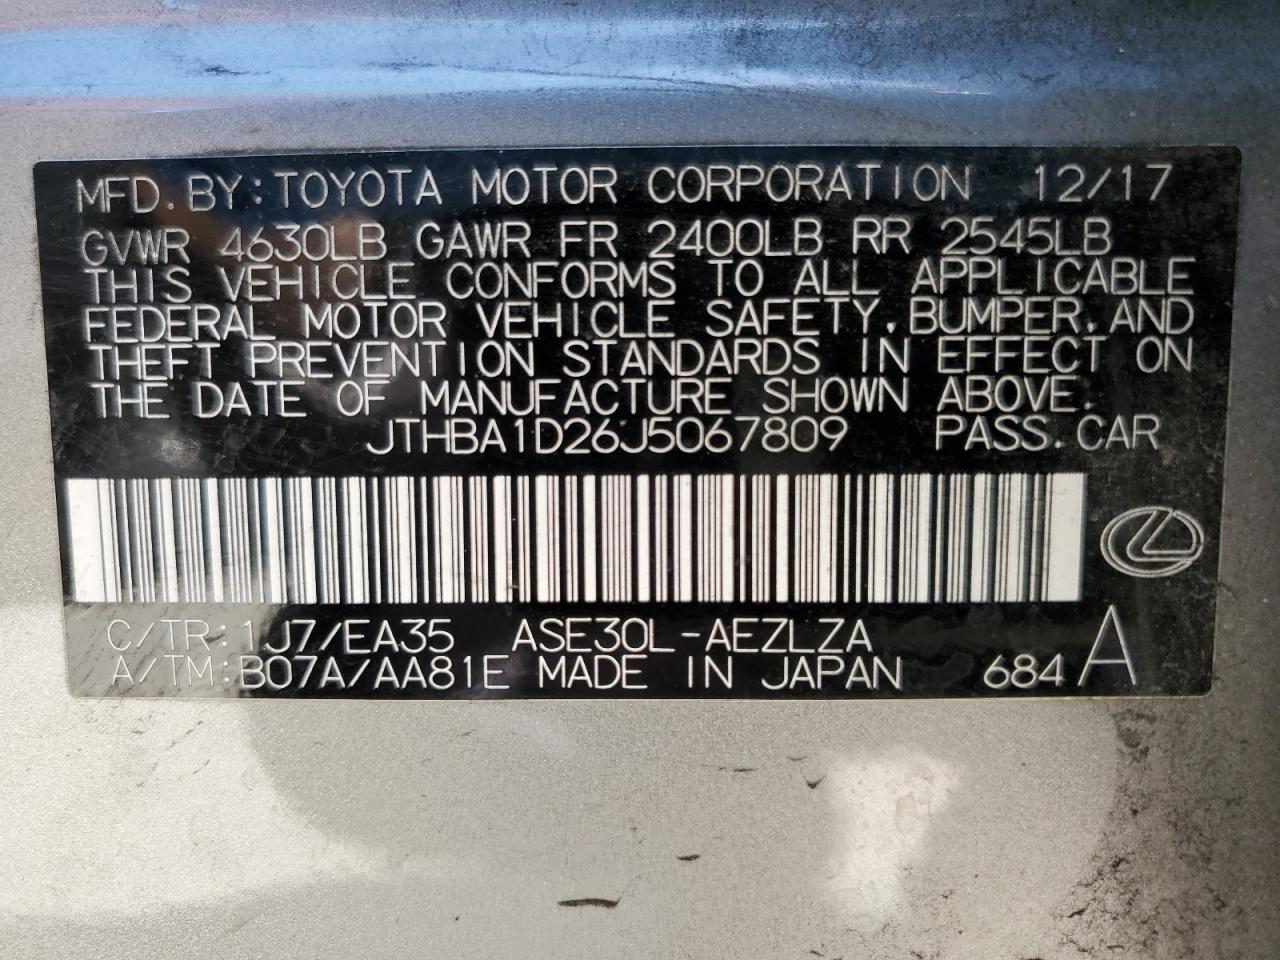 MFD. BY: TOYOTA MOTOR CORPORATION 12/17
GVWR 4630LB GAWR FR 2400LB RR 2545LB
THIS VEHICLE CONFORMS TO ALL APPLICABLE
FEDERAL MOTOR VEHICLE SAFETY, BUMPER, AND
THEFT PREVENTION STANDARDS IN EFFECT ON
THE DATE OF MANUFACTURE SHOWN ABOVE.
JTHBA1D26J5067809 PASS. CAR
C/TR: 1J7/EA35 ASE30L-AEZLZA
A/TM: B07A/AA81E MADE IN JAPAN 684 A